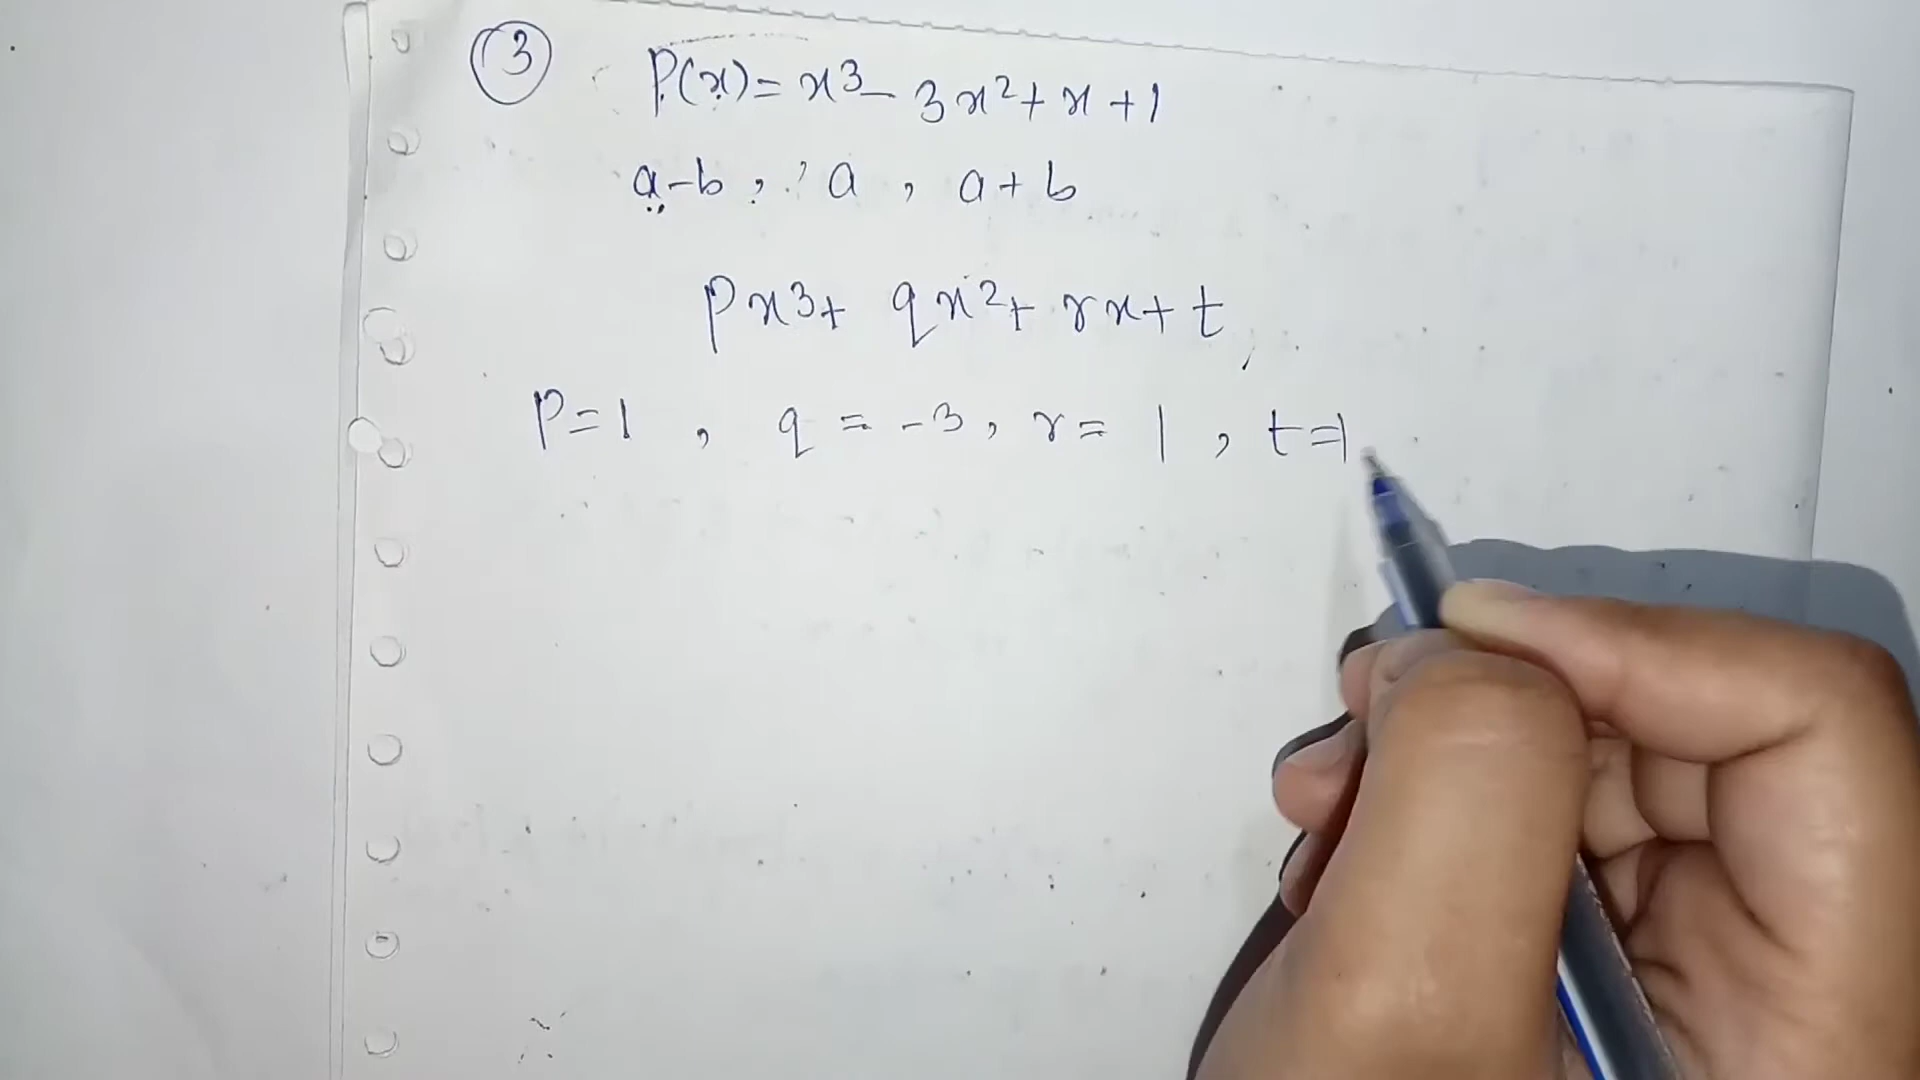 3 P(x) = x3 - 3x2 + x + 1
a - b , a , a + b
px3 + qx2 + rx + t ,
P = 1 , q = -3 , r = 1 , t = 1